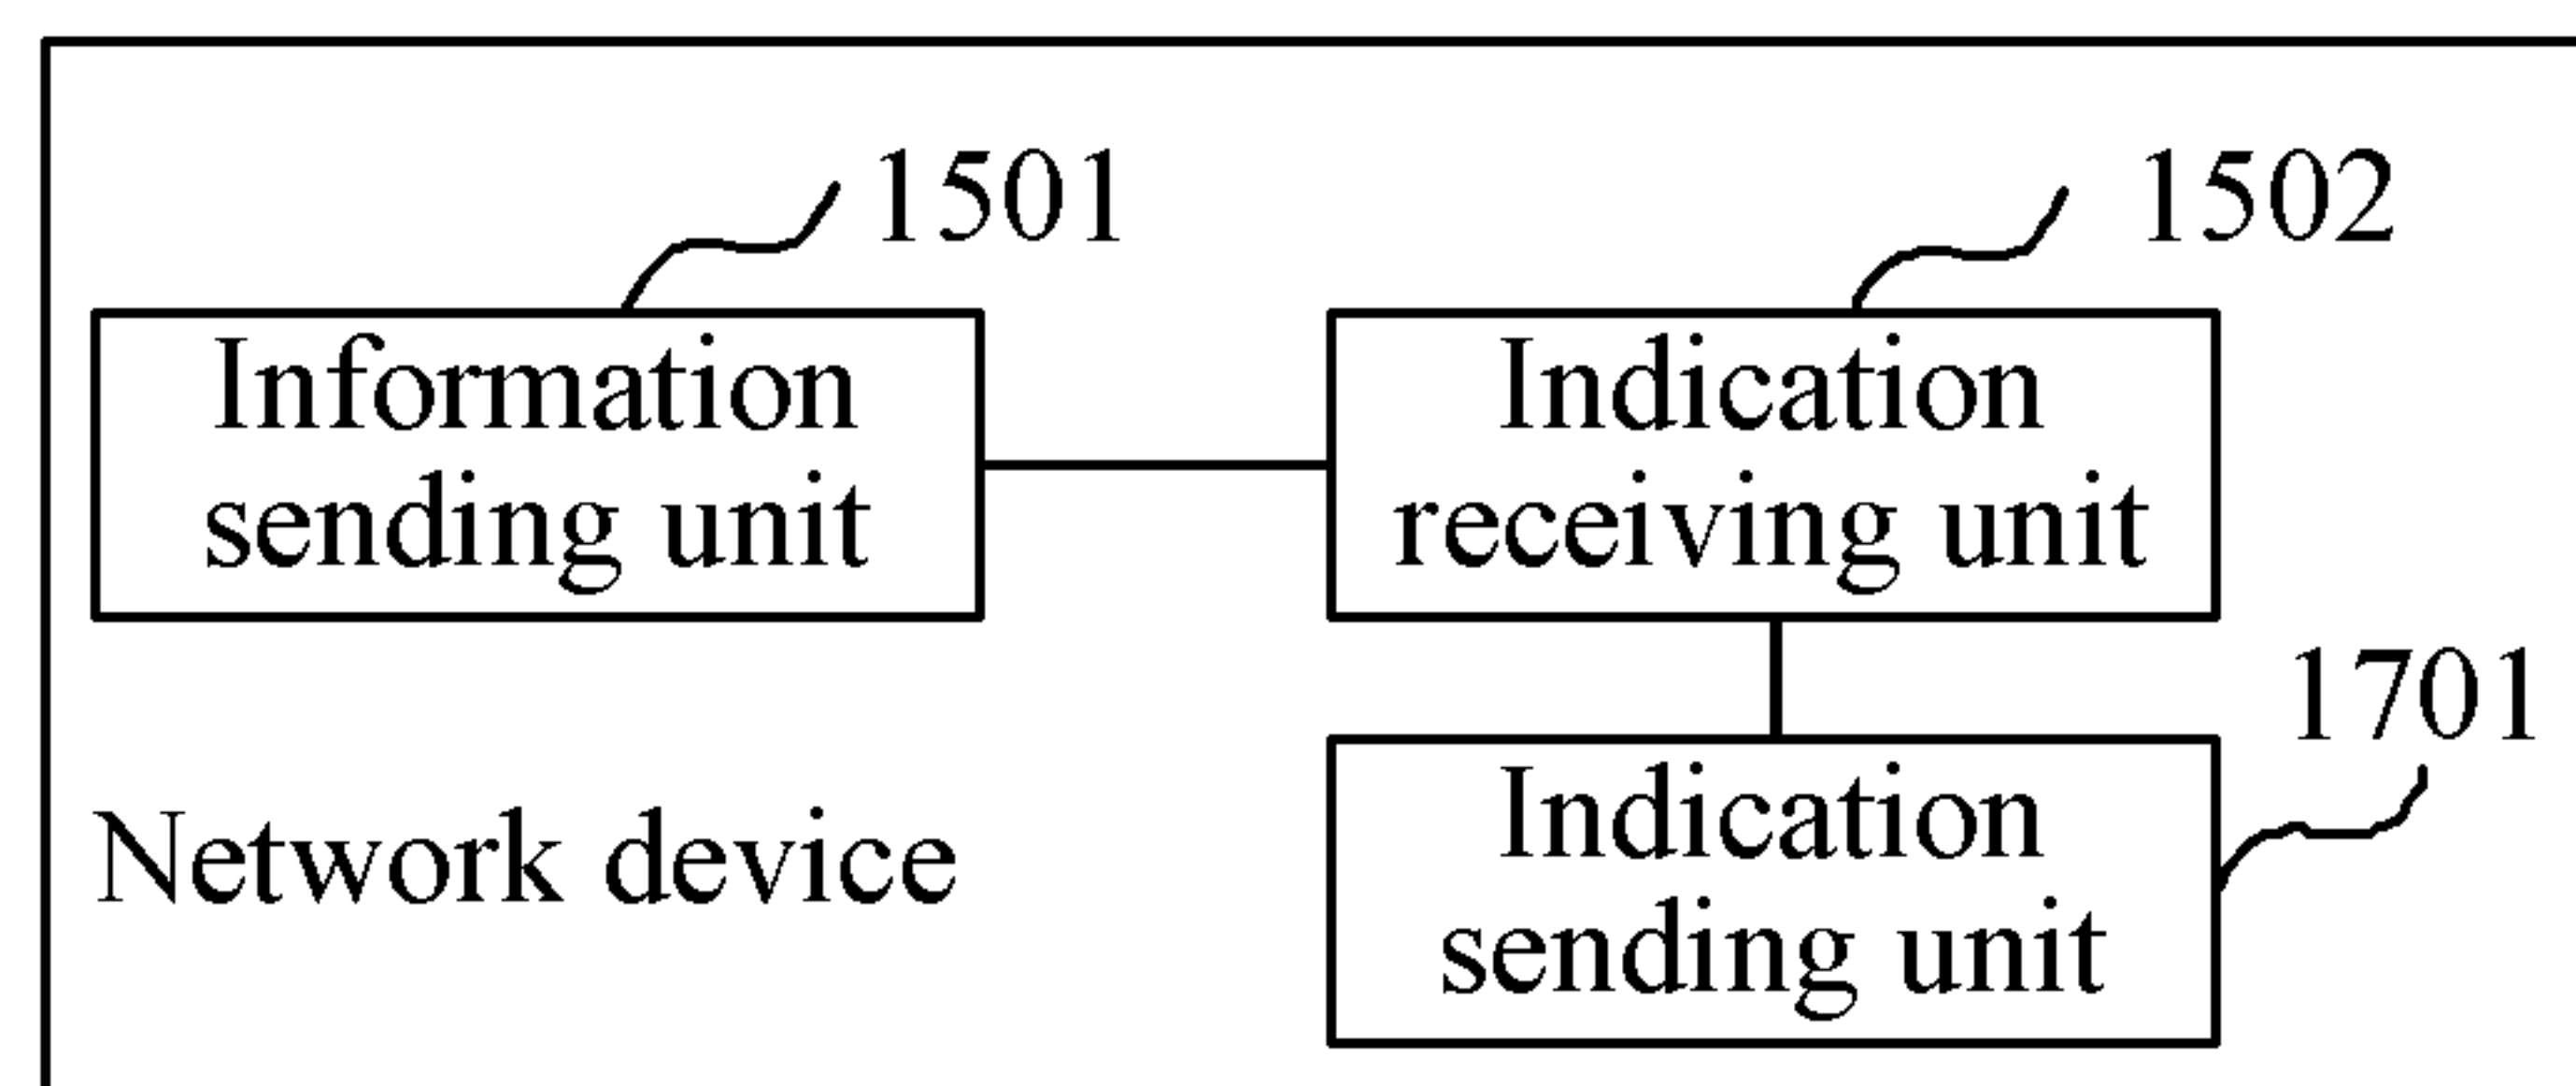 1501
1502
Information
sending unit
Indication
receiving unit
1701
Network device
Indication
sending unit